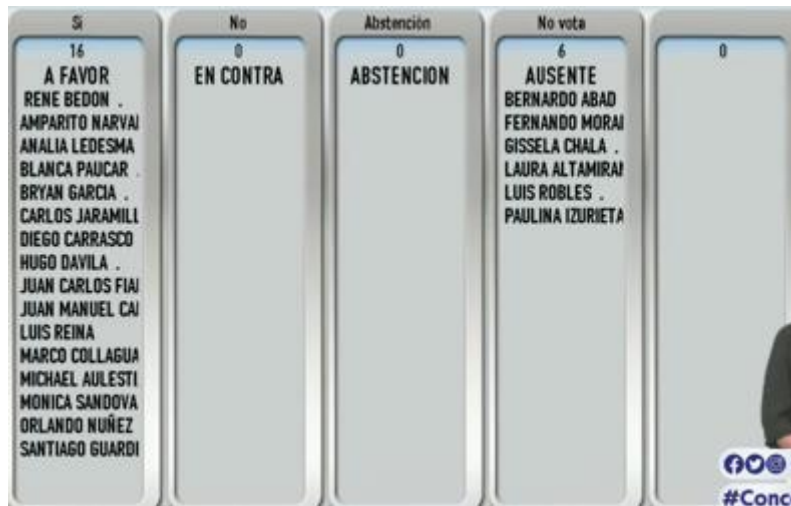 Si
16
A FAVOR
RENE BEDON .
AMPARITO NARVAI
ANALIA LEDESMA
BLANCA PAUCAR .
BRYAN GARCIA .
CARLOS JARAMILL
DIEGO CARRASCO
HUGO DAVILA .
JUAN CARLOS FIAI
JUAN MANUEL CAI
LUIS REINA
MARCO COLLAGUA
MICHAEL AULESTI
MONICA SANDOVA
ORLANDO NUÑEZ
SANTIAGO GUARDI
No
0
EN CONTRA
Abstención
0
ABSTENCION
No vota
6
AUSENTE
BERNARDO ABAD
FERNANDO MORAI
GISSELA CHALA .
LAURA ALTAMIRAN
LUIS ROBLES .
PAULINA IZURIETA
0
#Conc